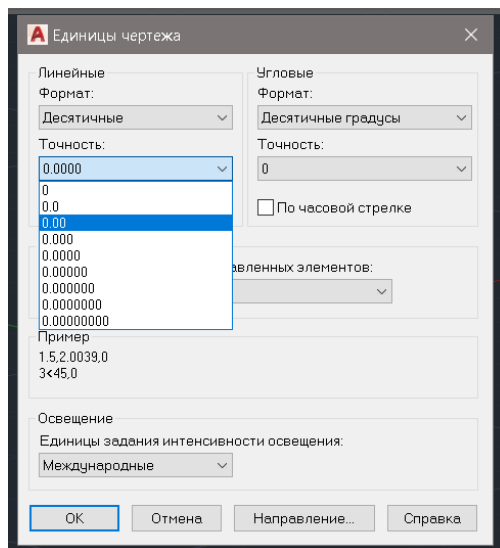 Единицы чертежа
Линейные
Формат:
Десятичные
Точность:
0.0000
0
0.0
0.00
0.000
0.0000
0.00000
0.000000
0.0000000
0.00000000
Угловые
Формат:
Десятичные градусы
Точность:
0
По часовой стрелке
элементов:
Пример
1.5,2.0039,0
3<45,0
Освещение
Единицы задания интенсивности освещения:
Международные
OK
Отмена
Направление...
Справка